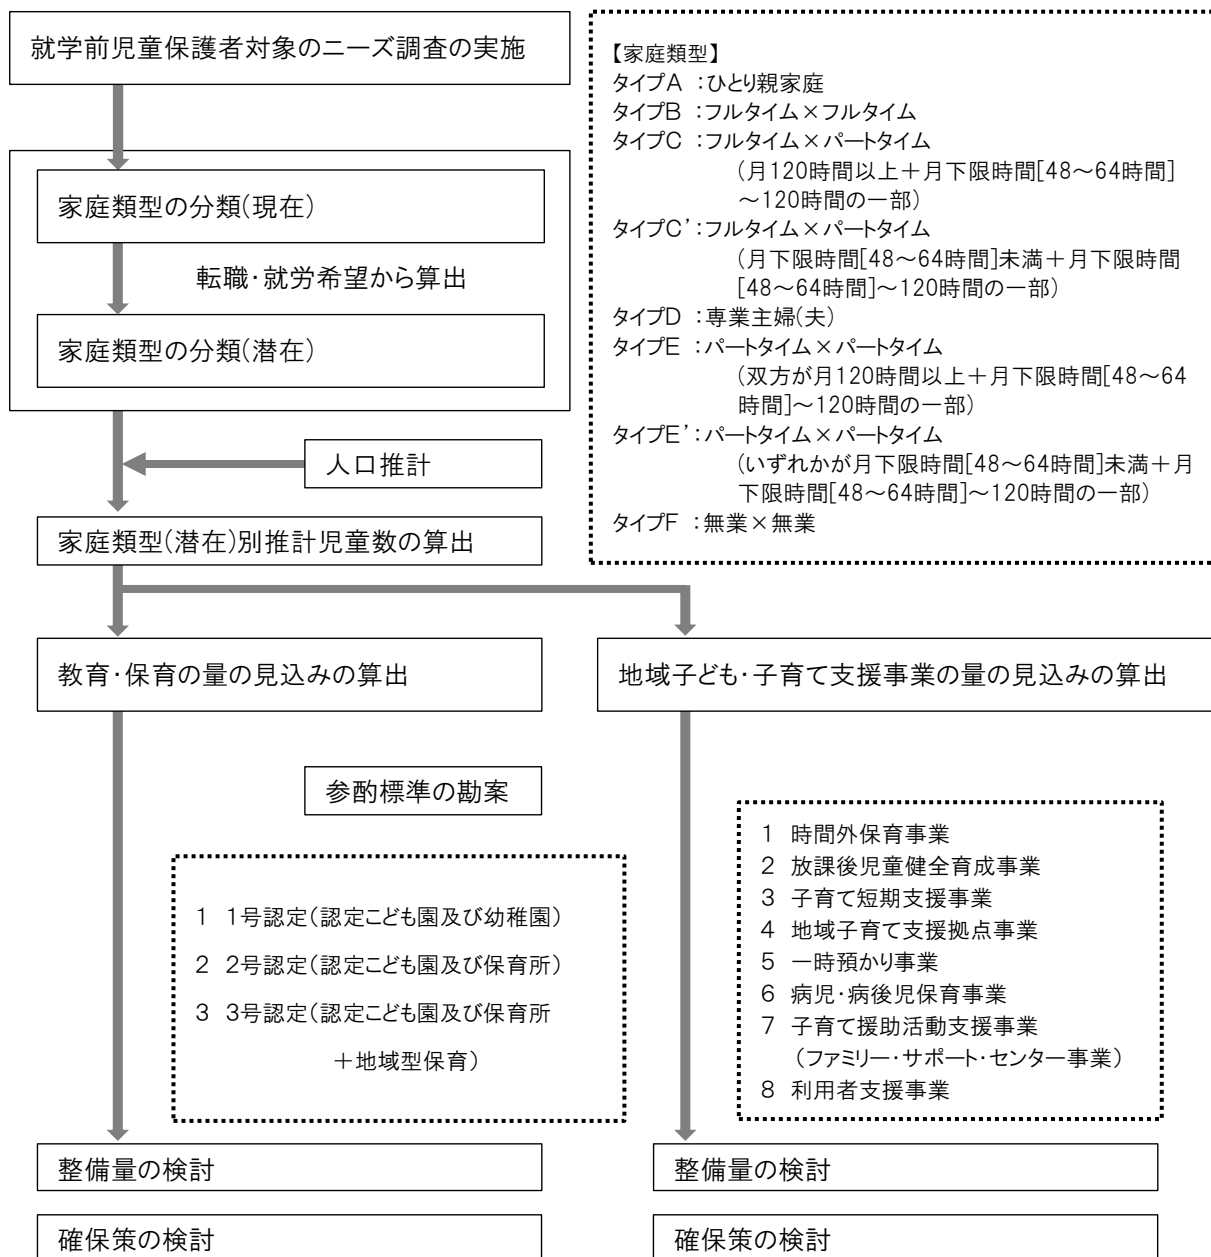 就学前児童保護者対象のニーズ調査の実施
家庭類型の分類(現在)
転職・就労希望から算出
家庭類型の分類(潜在)
人口推計
家庭類型(潜在)別推計児童数の算出
【家庭類型】
タイプA ：ひとり親家庭
タイプB ：フルタイム×フルタイム
タイプC ：フルタイム×パートタイム
（月120時間以上＋月下限時間[48～64時間]
～120時間の一部）
タイプC’：フルタイム×パートタイム
（月下限時間[48～64時間]未満＋月下限時間
[48～64時間]～120時間の一部）
タイプD ：専業主婦(夫)
タイプE ：パートタイム×パートタイム
（双方が月120時間以上＋月下限時間[48～64
時間]～120時間の一部）
タイプE’：パートタイム×パートタイム
（いずれかが月下限時間[48～64時間]未満＋月
下限時間[48～64時間]～120時間の一部）
タイプF ：無業×無業
教育・保育の量の見込みの算出
参酌標準の勘案
1 1号認定（認定こども園及び幼稚園）
2 2号認定（認定こども園及び保育所）
3 3号認定（認定こども園及び保育所
＋地域型保育）
整備量の検討
確保策の検討
地域子ども・子育て支援事業の量の見込みの算出
1 時間外保育事業
2 放課後児童健全育成事業
3 子育て短期支援事業
4 地域子育て支援拠点事業
5 一時預かり事業
6 病児・病後児保育事業
7 子育て援助活動支援事業
（ファミリー・サポート・センター事業）
8 利用者支援事業
整備量の検討
確保策の検討